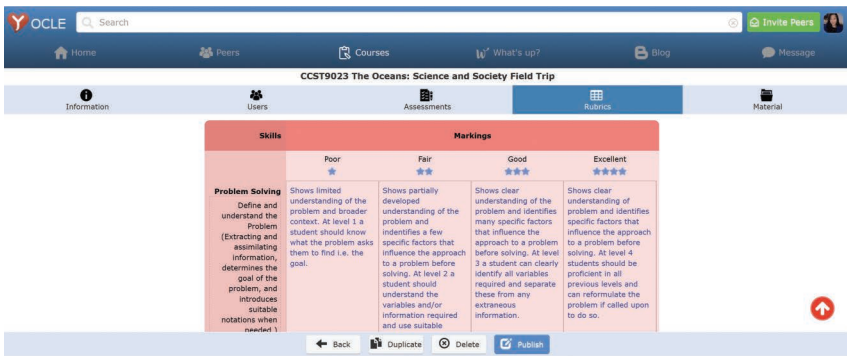 YOCLE Search Invite Peers
Home Peers Courses What's up? Blog Message
CCST9023 The Oceans: Science and Society Field Trip
Information Users Assessments Rubrics Material
Skills Markings
Poor Fair Good Excellent
Problem Solving
Define and
understand the
Problem
(Extracting and
assimilating
information,
determines the
goal of the
problem, and
introduces
suitable
notations when
needed.)
Shows limited
understanding of the
problem and broader
context. At level 1 a
student should know
what the problem asks
them to find i.e. the
goal.
Shows partially
developed
understanding of the
problem and
indentifies a few
specific factors that
influence the approach
to a problem before
solving. At level 2 a
student should
understand the
variables and/or
information required
and use suitable
Shows clear
understanding of the
problem and identifies
many specific factors
that influence the
approach to a problem
before solving. At level
3 a student can clearly
identify all variables
required and separate
these from any
extraneous
information.
Shows clear
understanding of
problem and identifies
specific factors that
influence the approach
to a problem before
solving. At level 4
students should be
proficient in all
previous levels and
can reformulate the
problem if called upon
to do so.
Back Duplicate Delete Publish